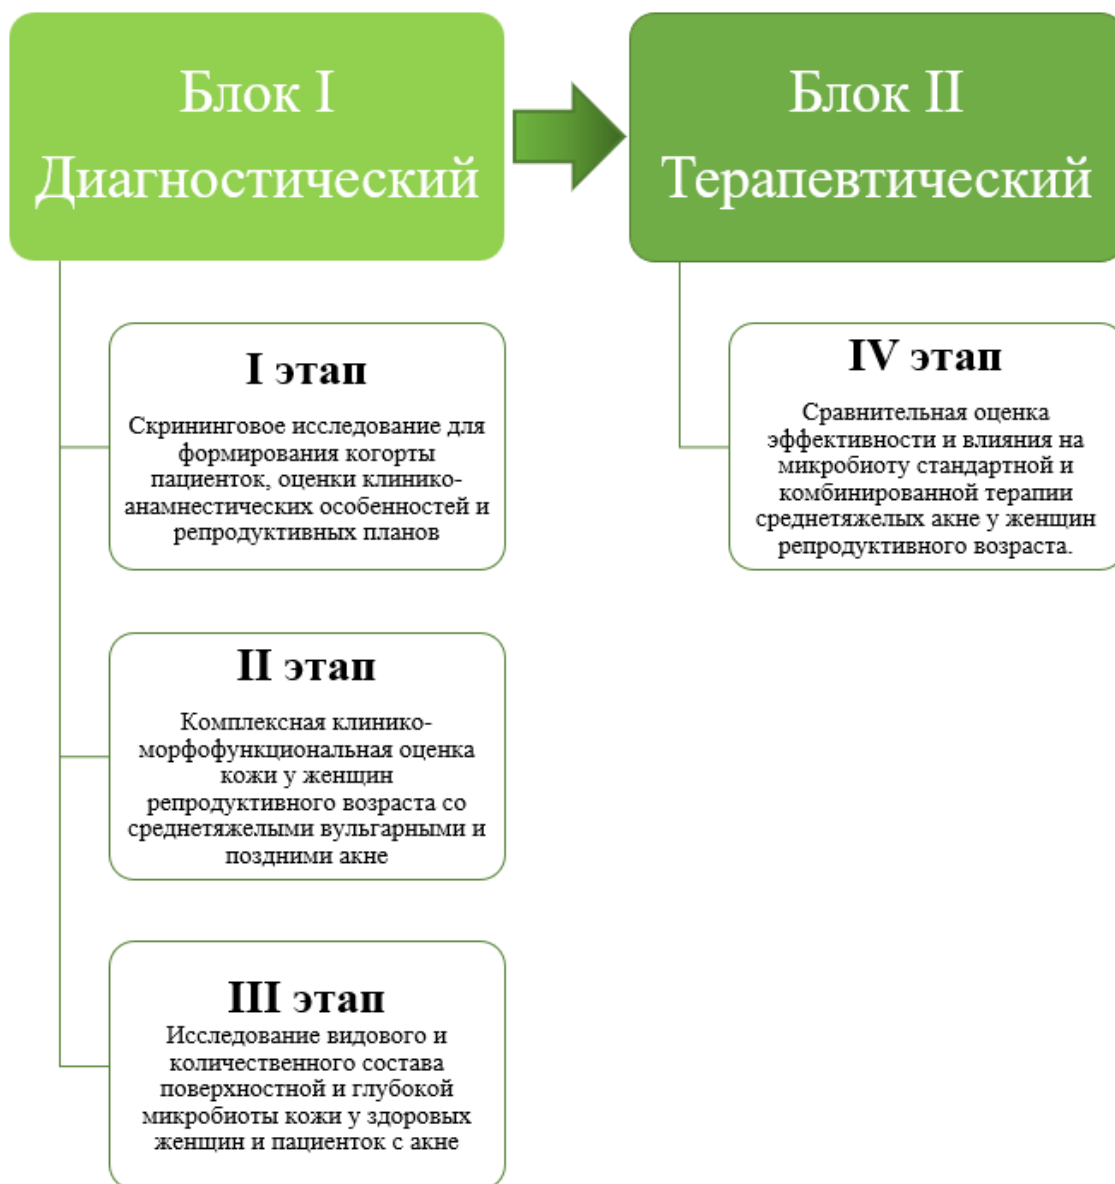 Блок I
Диагностический
I этап
Скрининговое исследование для
формирования когорты
пациенток, оценки клинико-
анамнестических особенностей и
репродуктивных планов
II этап
Комплексная клинико-
морфофункциональная оценка
кожи у женщин
репродуктивного возраста со
среднетяжелыми вульгарными и
поздними акне
III этап
Исследование видового и
количественного состава
поверхностной и глубокой
микробиоты кожи у здоровых
женщин и пациенток с акне
Блок II
Терапевтический
IV этап
Сравнительная оценка
эффективности и влияния на
микробиоту стандартной и
комбинированной терапии
среднетяжелых акне у женщин
репродуктивного возраста.